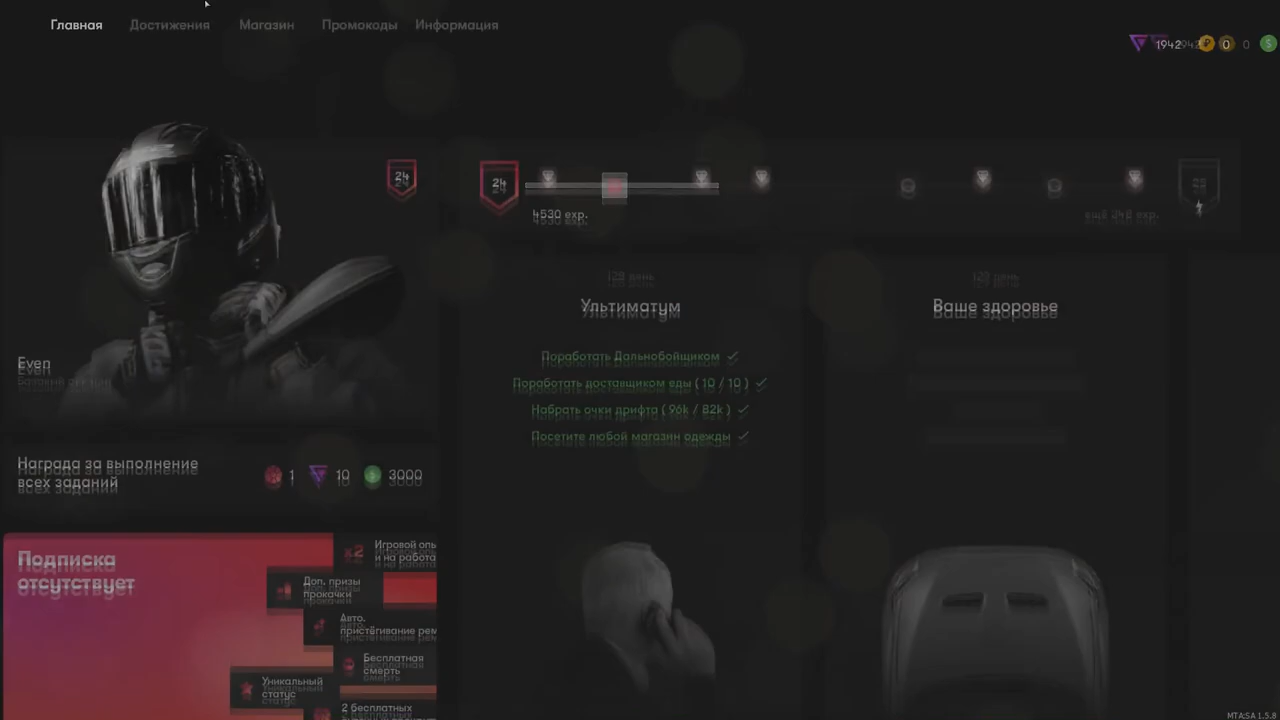 Главная
Достижения
Магазин
Промокоды
Информация
1942
0
0
24
24
4530 exp.
Ультиматум
Ваше здоровье
Поработать Дальнобойщиком
Поработать доставщиком еды ( 10 / 10 )
Набрать очки дрифта ( 96k / 82k )
Посетите любой магазин одежды
Even
Награда за выполнение
всех заданий
1
10
3000
Подписка
отсутствует
x2
Игровой опы
и на работа
Доп. призы
прокачки
Авто.
пристёгивание рем
Бесплатная
смерть
Уникальный
статус
2 бесплатных
MTA:SA 1.5.8